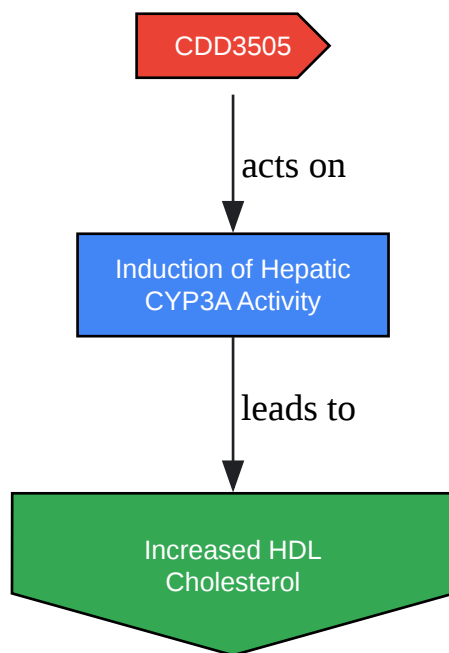 CDD3505
acts on
Induction of Hepatic
CYP3A Activity
leads to
Increased HDL
Cholesterol